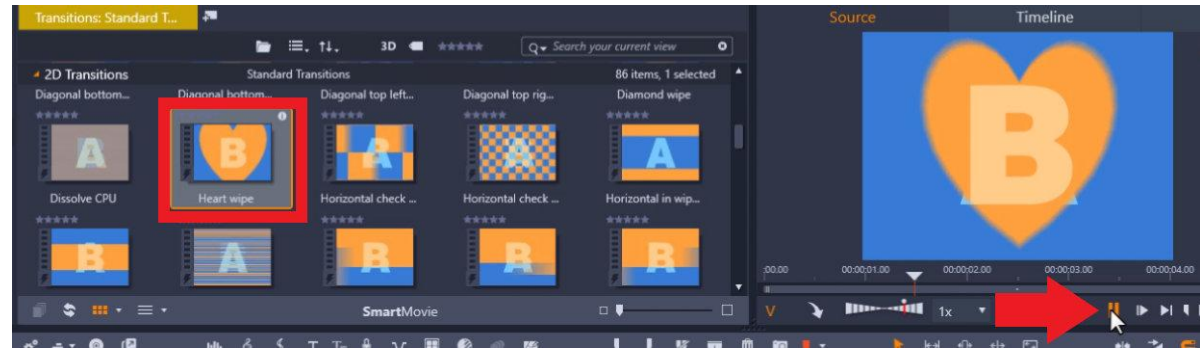 Transitions: Standard T...
Source
Timeline
3D
Search your current view
2D Transitions
Standard Transitions
86 items, 1 selected
Diagonal bottom...
Diagonal bottom...
Diagonal top left...
Diagonal top rig...
Diamond wipe
A
B
A
A
A
B
Dissolve CPU
Heart wipe
Horizontal check ...
Horizontal check ...
Horizontal in wip...
B
A
B
B
B
:00.00
00:00:01.00
00:00:02.00
00:00:03.00
00:00:04.00
SmartMovie
V
1x